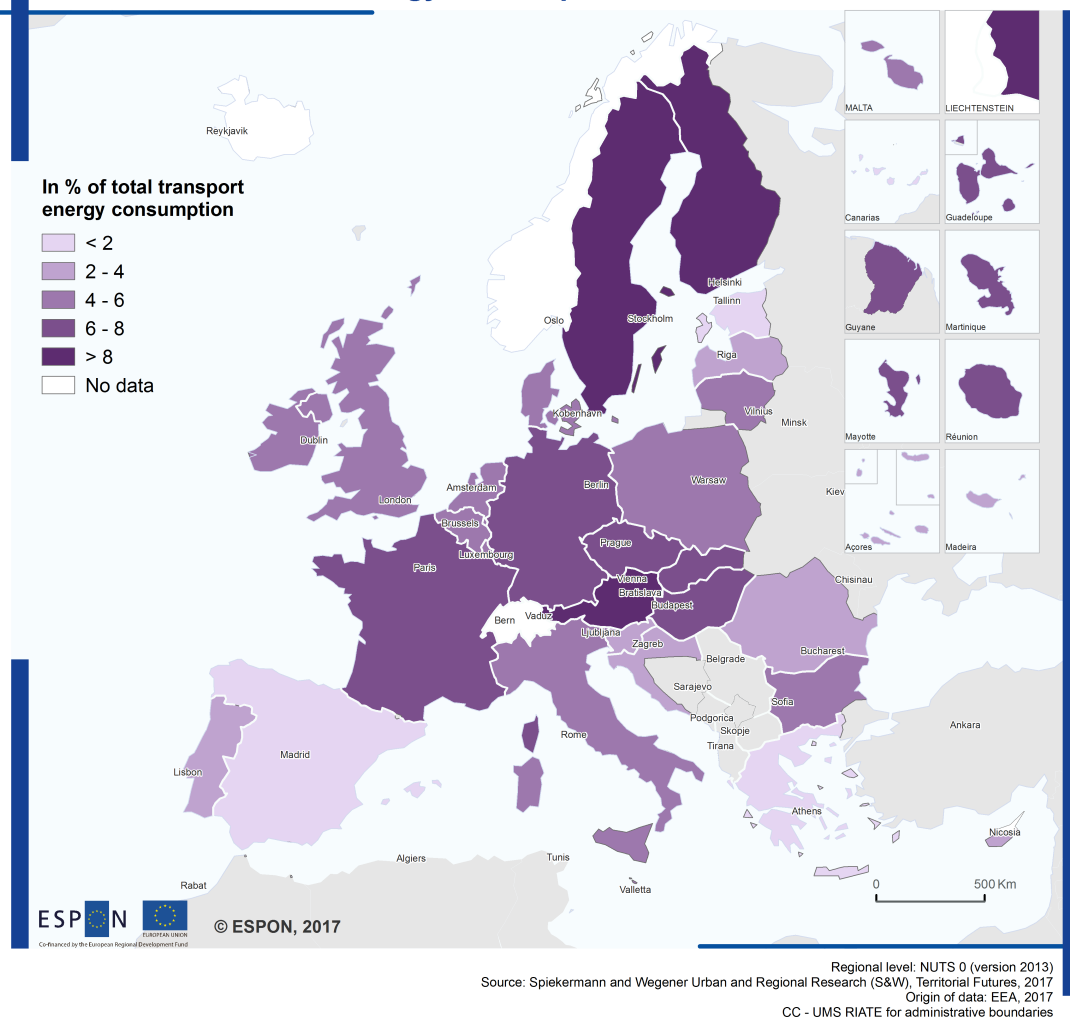 In % of total transport
energy consumption
< 2
2 - 4
4 - 6
6 - 8
> 8
No data
Reykjavik
Oslo
Stockholm
Helsinki
Tallinn
Riga
Vilnius
Minsk
København
Dublin
London
Amsterdam
Berlin
Warsaw
Kiev
Brussels
Luxembourg
Paris
Prague
Vienna
Bratislava
Budapest
Chisinau
Bern
Vaduz
Ljubljana
Zagreb
Bucharest
Belgrade
Sarajevo
Sofia
Podgorica
Skopje
Tirana
Rome
Madrid
Lisbon
Ankara
Athens
Nicosia
Algiers
Tunis
Rabat
Valletta
MALTA
LIECHTENSTEIN
Canarias
Guadeloupe
Guyane
Martinique
Mayotte
Réunion
Açores
Madeira
0
500 Km
ESPON
EUROPEAN UNION
Co-financed by the European Regional Development Fund
© ESPON, 2017
Regional level: NUTS 0 (version 2013)
Source: Spiekermann and Wegener Urban and Regional Research (S&W), Territorial Futures, 2017
Origin of data: EEA, 2017
CC - UMS RIATE for administrative boundaries